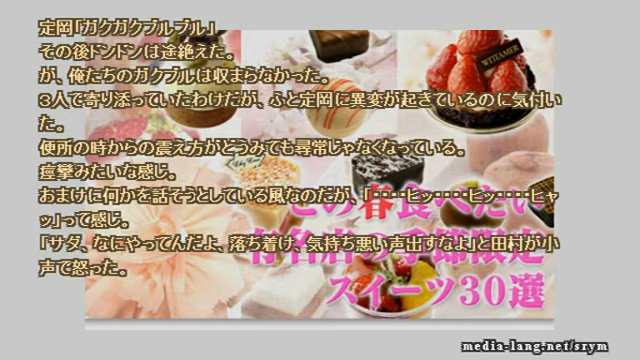 定岡｢ガクガクブルブル｣
その後ドンドンは途絶えた。
が、俺たちのガクブルは収まらなかった。
３人で寄り添っていたわけだが、ふと定岡に異変が起きているのに気付い
た。
便所の時からの震え方がどうみても尋常じゃなくなっている。
痙攣みたいな感じ。
おまけに何かを話そうとしている風なのだが、｢･････ヒッ･････ヒッ･････ヒャ
ッ｣って感じ。
｢サダ、なにやってんだよ、落ち着け、気持ち悪い声出すなよ｣と田村が小
声で怒った。
WTITAMER
この春食べたい
有名店の季節限定
スイーツ30選
media-lang-net/srym